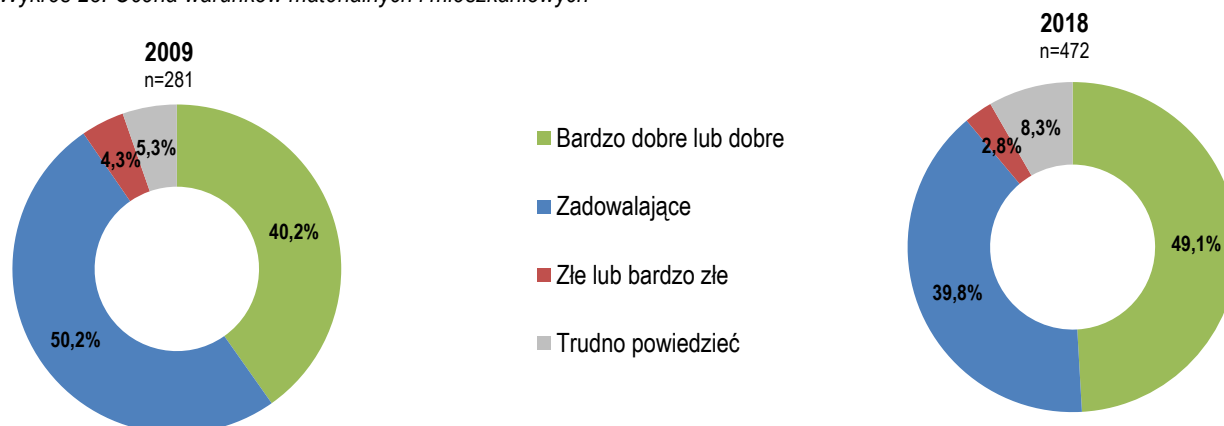 2009
n=281
5,3%
4,3%
40,2%
50,2%
Bardzo dobre lub dobre
Zadowalające
Złe lub bardzo złe
Trudno powiedzieć
2018
n=472
8,3%
2,8%
49,1%
39,8%